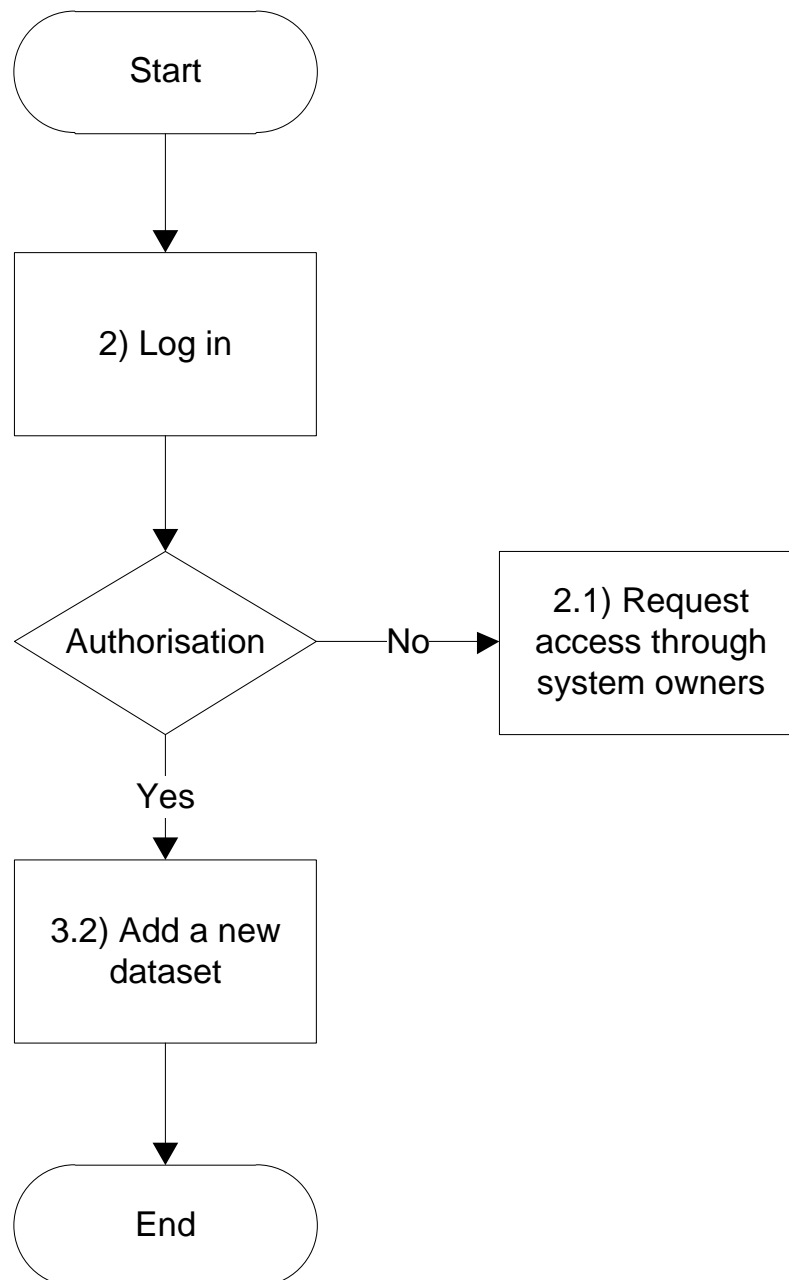 Start
2) Log in
Authorisation
No
2.1) Request
access through
system owners
Yes
3.2) Add a new
dataset
End